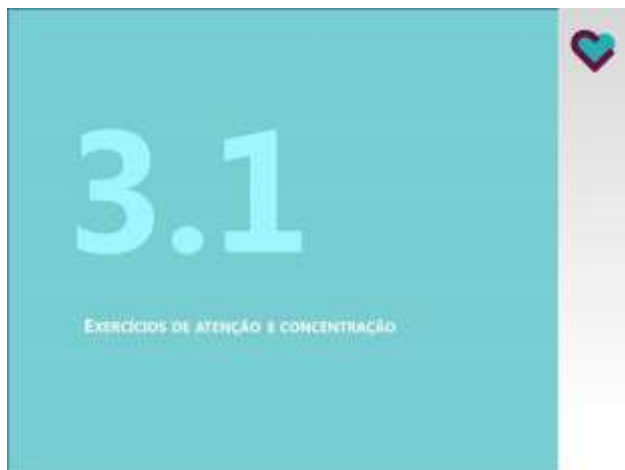 3.1
EXERCÍCIOS DE ATENÇÃO E CONCENTRAÇÃO